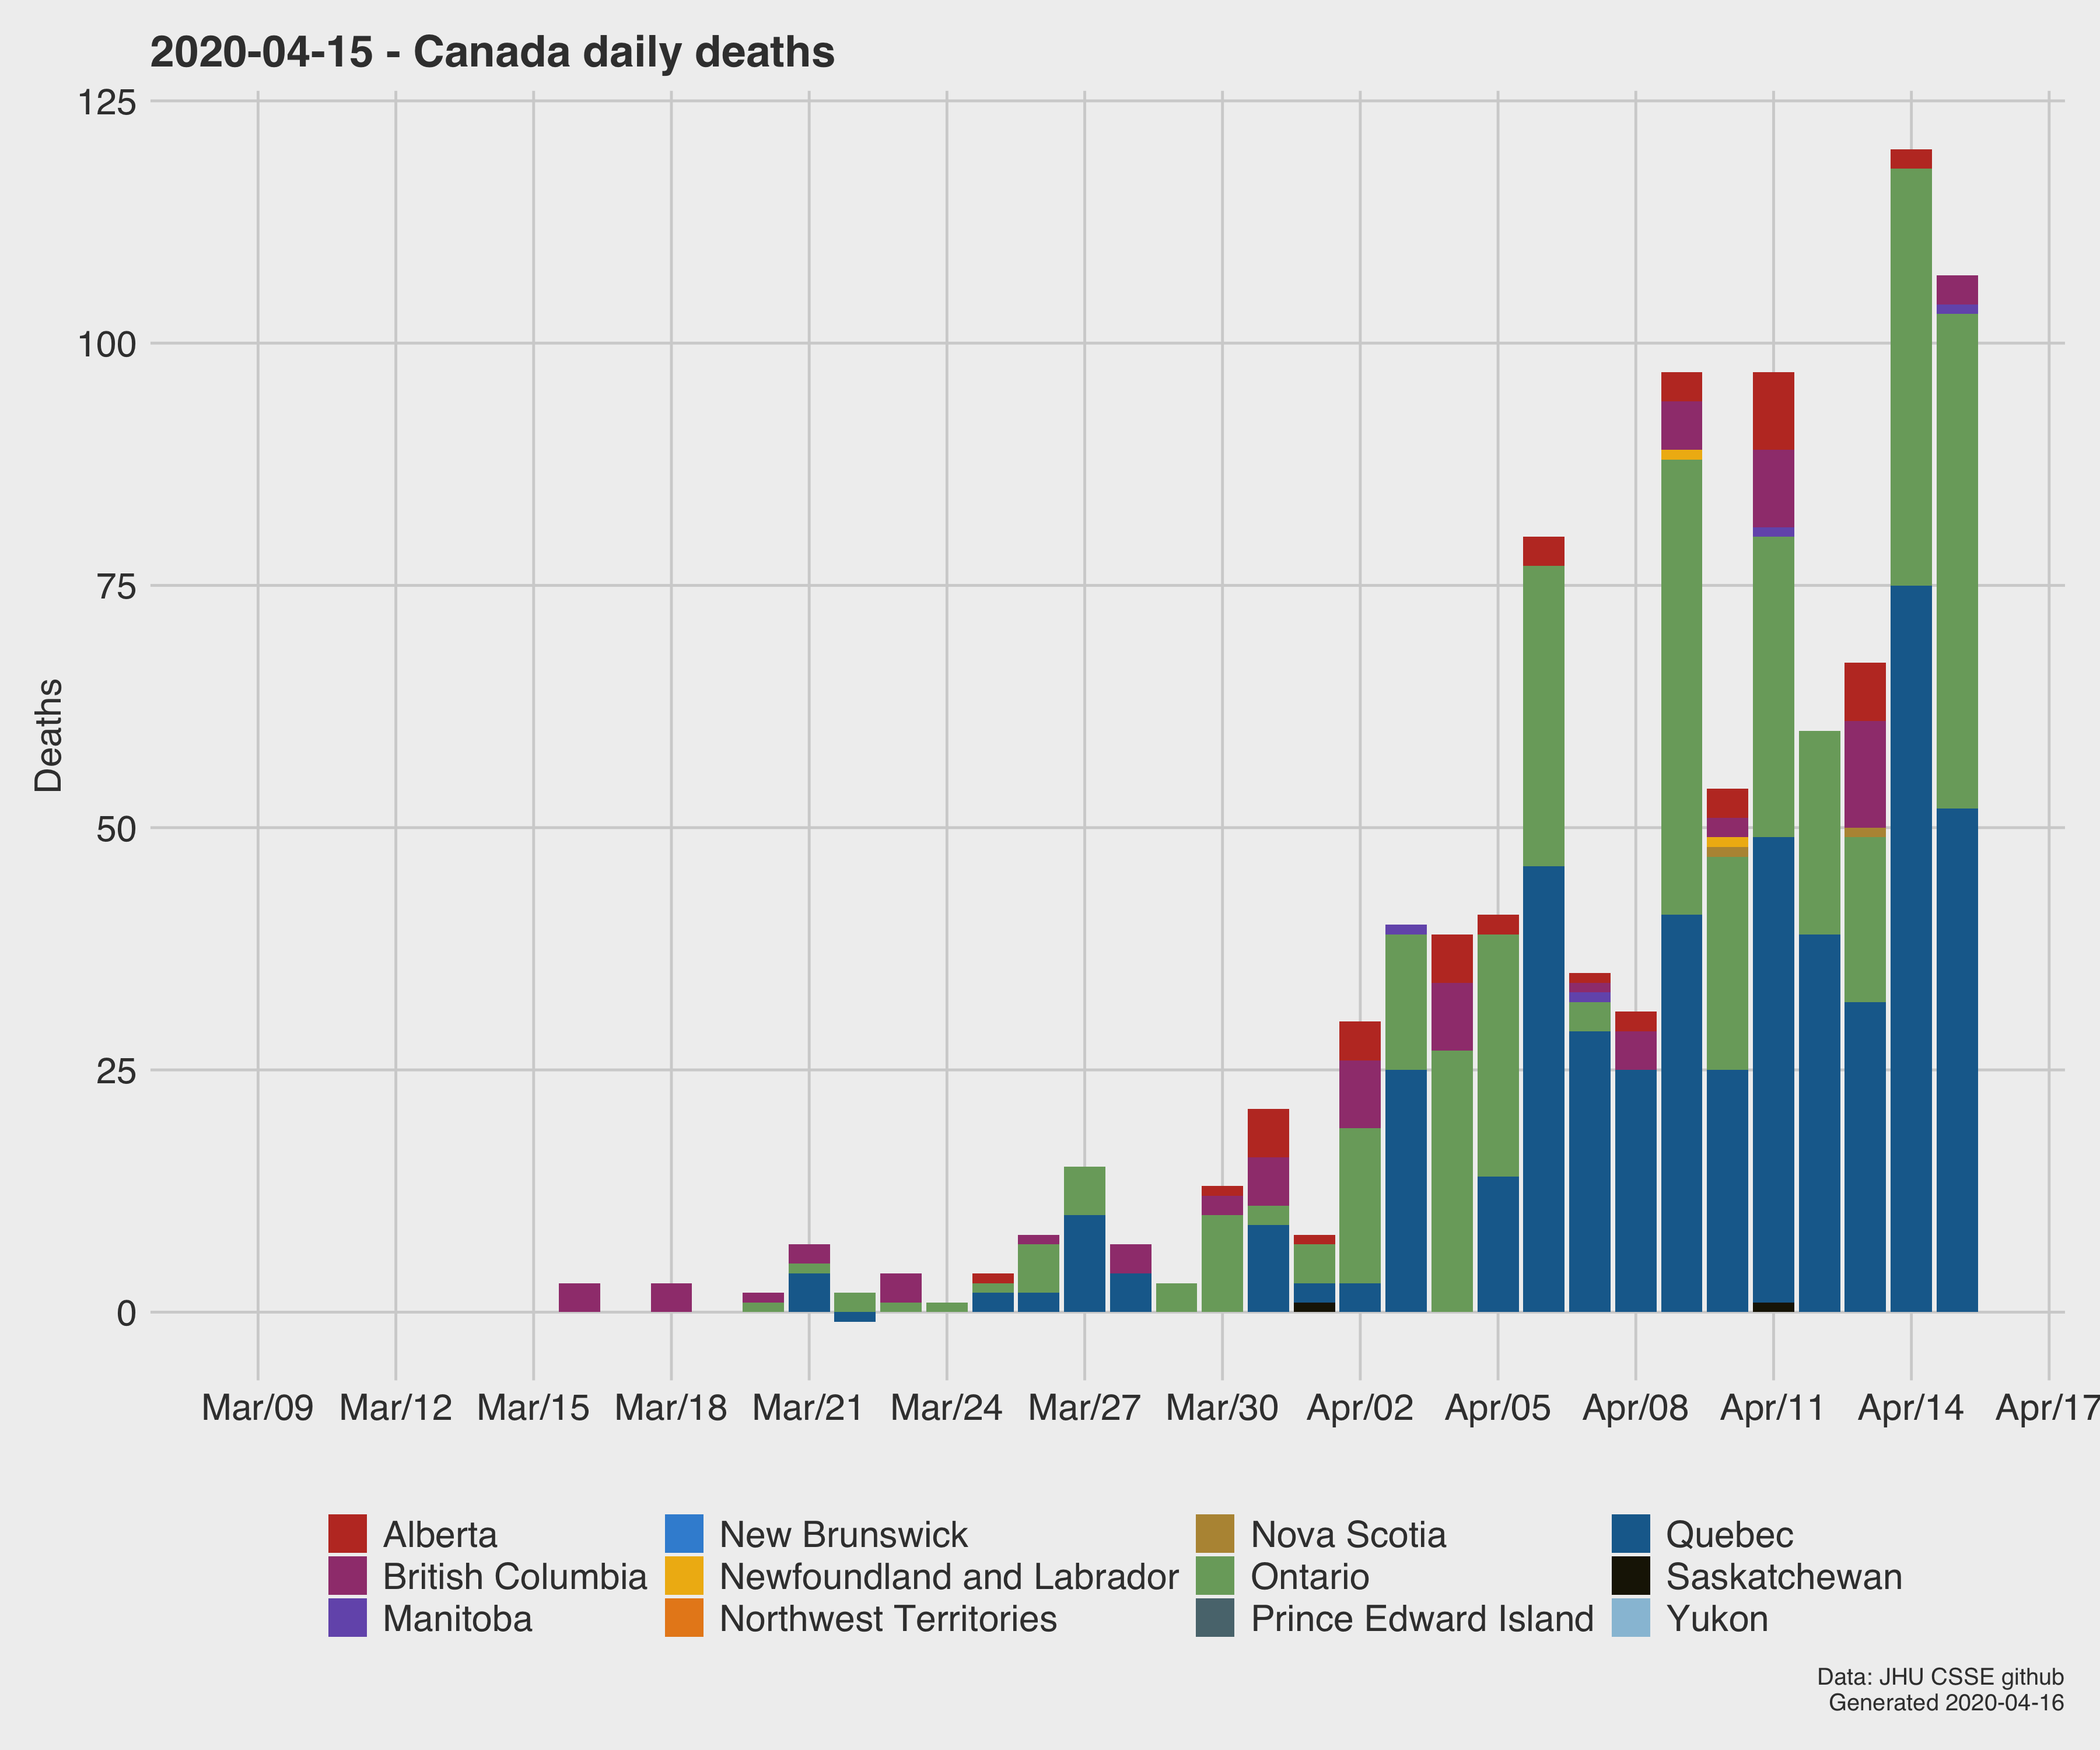 2020-04-15 - Canada daily deaths
125
100
75
50
25
0
Deaths
Mar/09 Mar/12 Mar/15 Mar/18 Mar/21 Mar/24 Mar/27 Mar/30 Apr/02 Apr/05 Apr/08 Apr/11 Apr/14 Apr/17
Alberta New Brunswick Nova Scotia Quebec
British Columbia Newfoundland and Labrador Ontario Saskatchewan
Manitoba Northwest Territories Prince Edward Island Yukon
Data: JHU CSSE github
Generated 2020-04-16